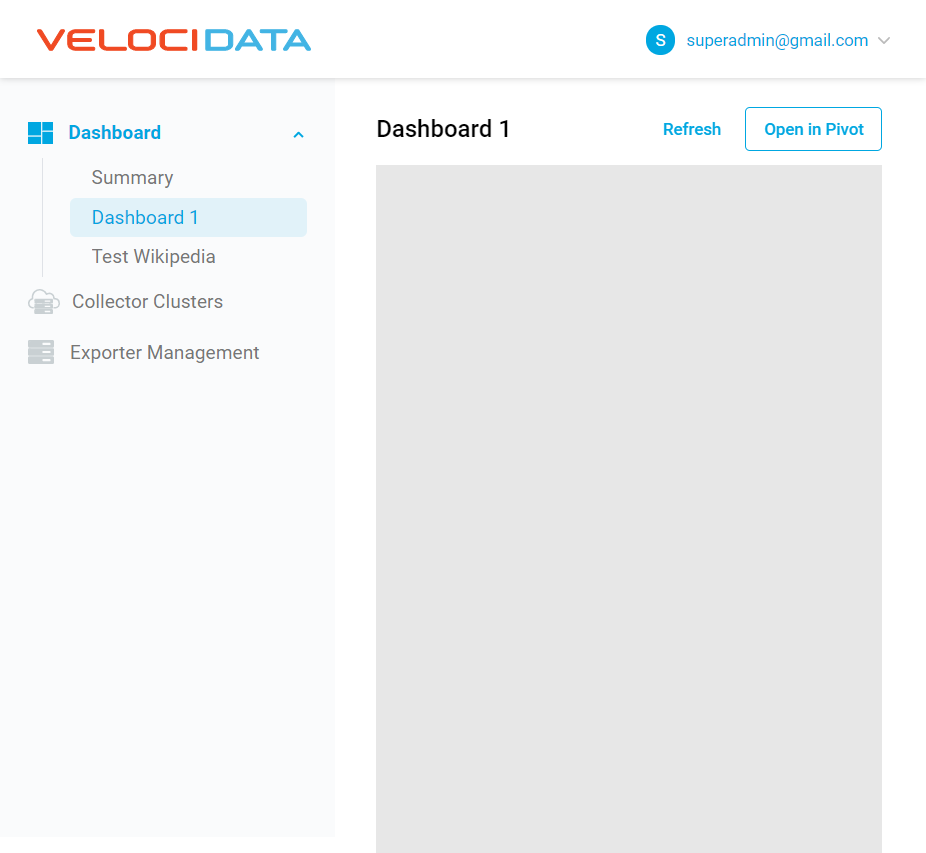 VELOCIDATA
S superadmin@gmail.com
Dashboard
Summary
Dashboard 1
Test Wikipedia
Collector Clusters
Exporter Management
Dashboard 1
Refresh
Open in Pivot